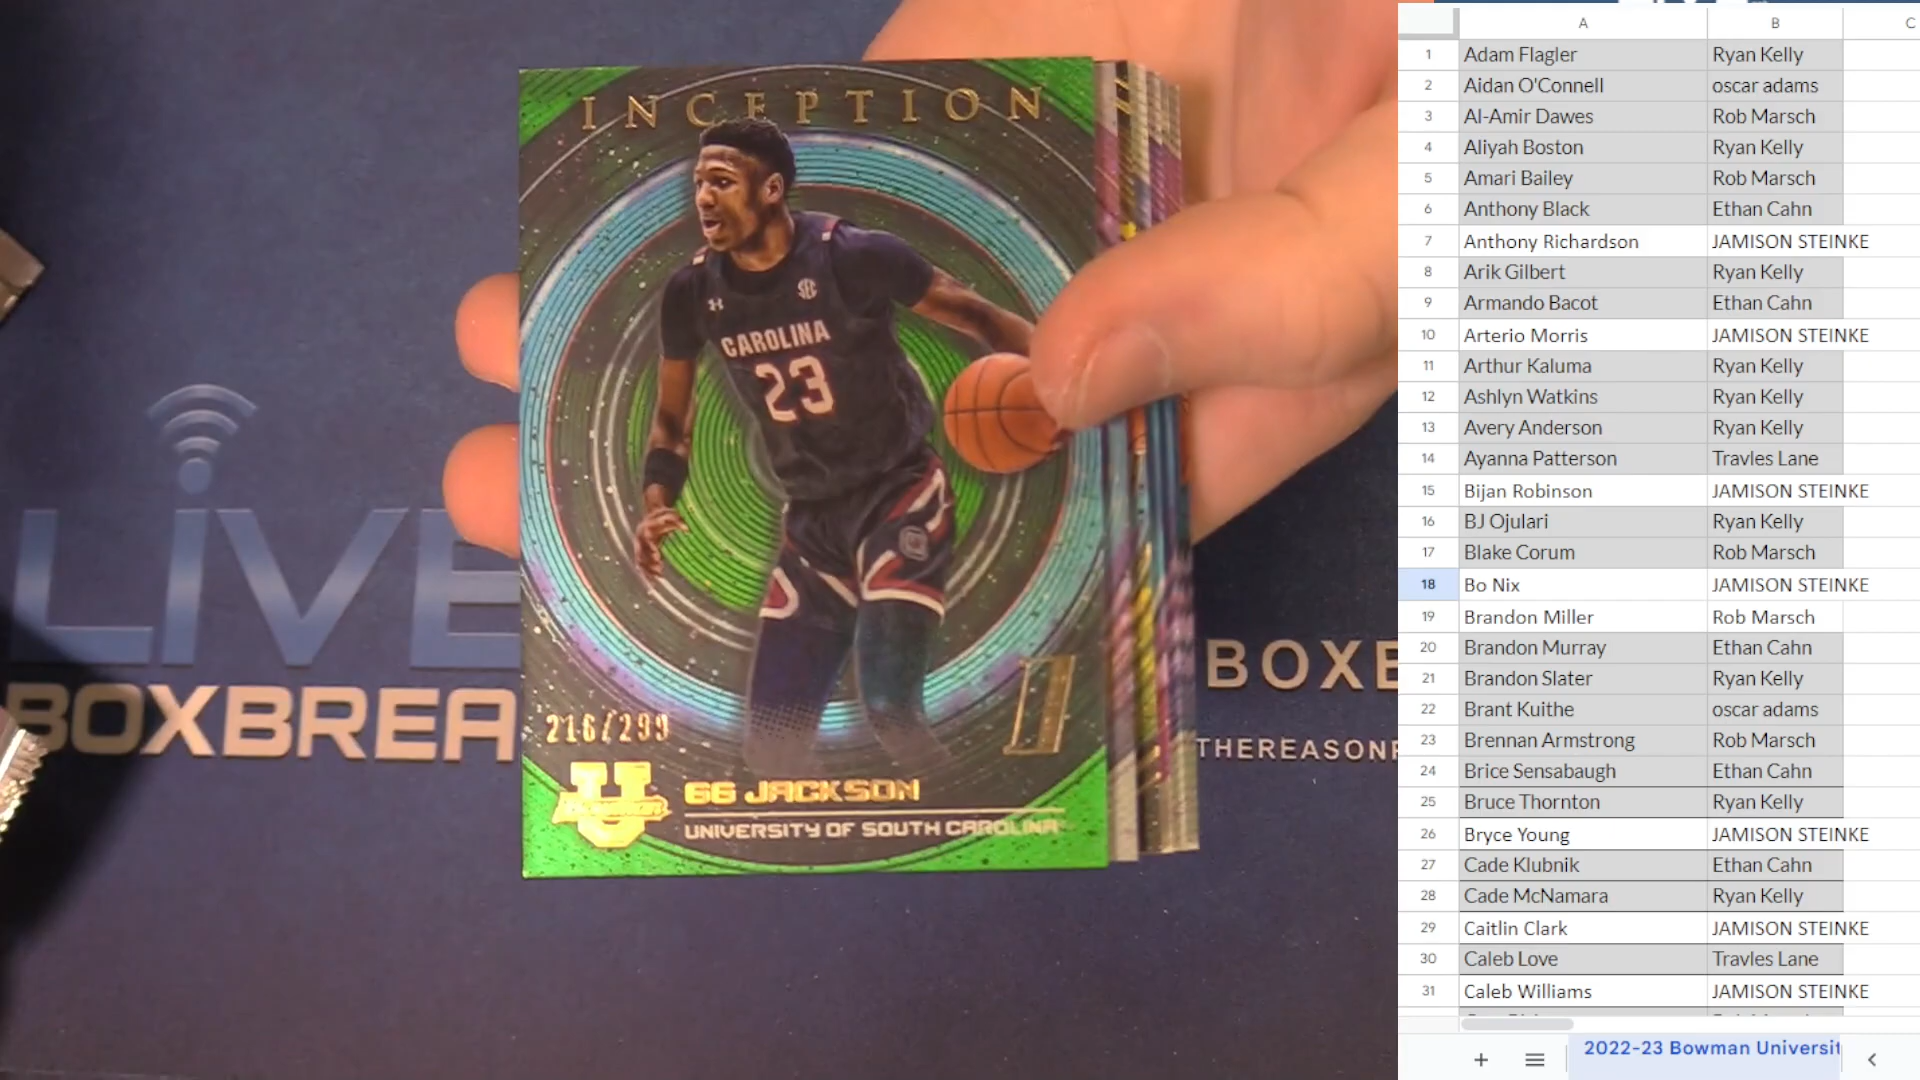 INCEPTION
SEC
CAROLINA
23
216/299
U
GG JACKSON
UNIVERSITY OF SOUTH CAROLINA
LiVE
BOXBREA
BOXB
THEREASON
A B C
1 Adam Flagler Ryan Kelly
2 Aidan O'Connell oscar adams
3 Al-Amir Dawes Rob Marsch
4 Aliyah Boston Ryan Kelly
5 Amari Bailey Rob Marsch
6 Anthony Black Ethan Cahn
7 Anthony Richardson JAMISON STEINKE
8 Arik Gilbert Ryan Kelly
9 Armando Bacot Ethan Cahn
10 Arterio Morris JAMISON STEINKE
11 Arthur Kaluma Ryan Kelly
12 Ashlyn Watkins Ryan Kelly
13 Avery Anderson Ryan Kelly
14 Ayanna Patterson Travles Lane
15 Bijan Robinson JAMISON STEINKE
16 BJ Ojulari Ryan Kelly
17 Blake Corum Rob Marsch
18 Bo Nix JAMISON STEINKE
19 Brandon Miller Rob Marsch
20 Brandon Murray Ethan Cahn
21 Brandon Slater Ryan Kelly
22 Brant Kuithe oscar adams
23 Brennan Armstrong Rob Marsch
24 Brice Sensabaugh Ethan Cahn
25 Bruce Thornton Ryan Kelly
26 Bryce Young JAMISON STEINKE
27 Cade Klubnik Ethan Cahn
28 Cade McNamara Ryan Kelly
29 Caitlin Clark JAMISON STEINKE
30 Caleb Love Travles Lane
31 Caleb Williams JAMISON STEINKE
2022-23 Bowman Universit